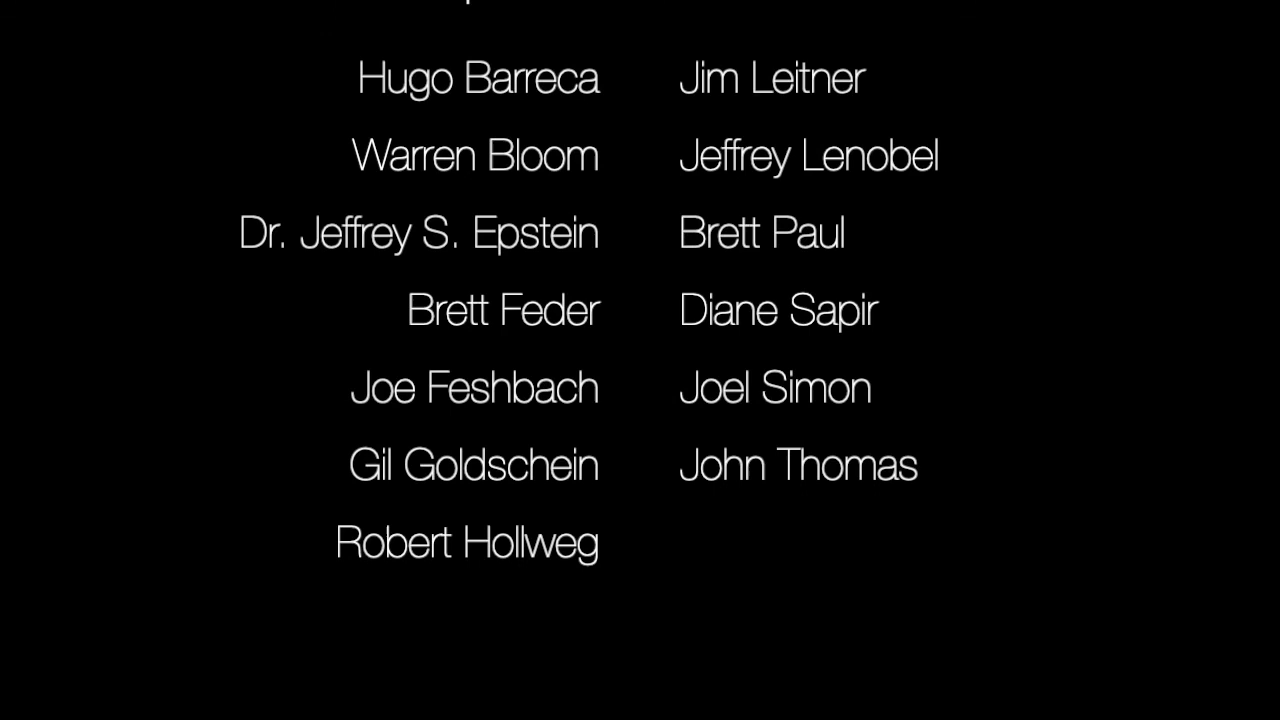 Hugo Barreca Jim Leitner
Warren Bloom Jeffrey Lenobel
Dr. Jeffrey S. Epstein Brett Paul
Brett Feder Diane Sapir
Joe Feshbach Joel Simon
Gil Goldschein John Thomas
Robert Hollweg